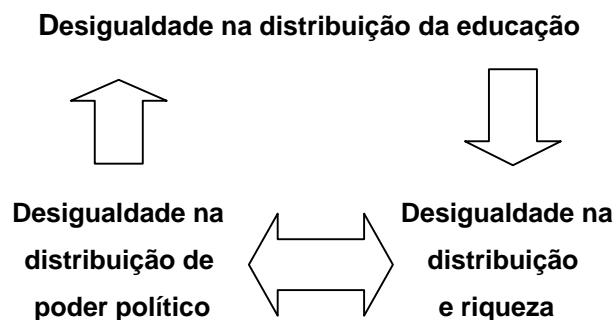 Desigualdade na distribuição da educação
Desigualdade na
distribuição de
poder político
Desigualdade na
distribuição
e riqueza